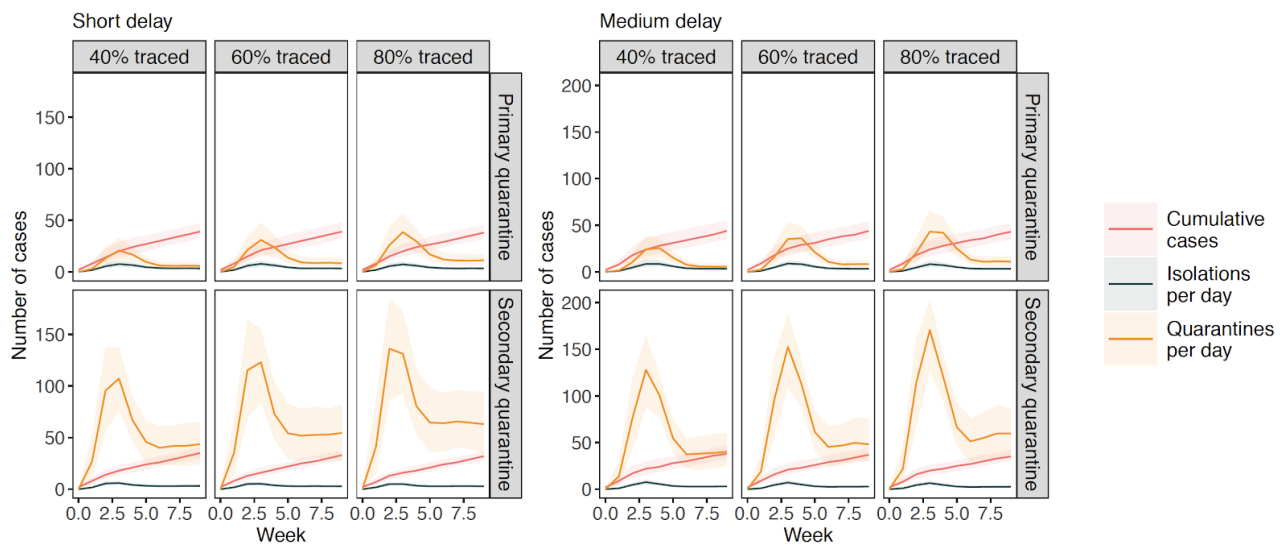 Short delay
40% traced
60% traced
80% traced
Number of cases
150
100
50
0
Primary quarantine
150
100
50
0
Secondary quarantine
0.0 2.5 5.0 7.5
0.0 2.5 5.0 7.5
0.0 2.5 5.0 7.5
Week
Medium delay
40% traced
60% traced
80% traced
Number of cases
200
150
100
50
0
Primary quarantine
200
150
100
50
0
Secondary quarantine
0.0 2.5 5.0 7.5
0.0 2.5 5.0 7.5
0.0 2.5 5.0 7.5
Week
Cumulative
cases
Isolations
per day
Quarantines
per day